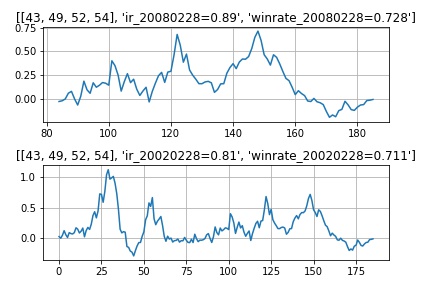 [[43, 49, 52, 54], 'ir_20080228=0.89', 'winrate_20080228=0.728']
0.75
0.50
0.25
0.00
80 100 120 140 160 180
[[43, 49, 52, 54], 'ir_20020228=0.81', 'winrate_20020228=0.711']
1.0
0.5
0.0
0 25 50 75 100 125 150 175